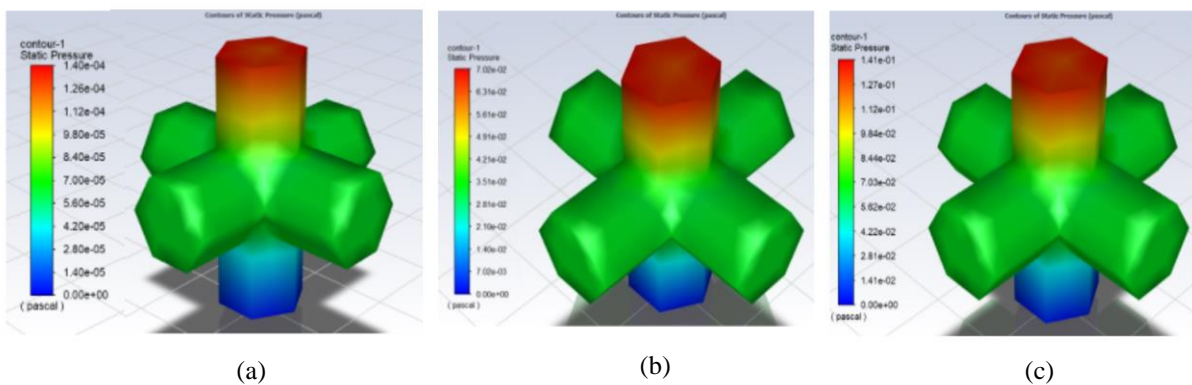 Contours of Static Pressure (pascal)
contour-1
Static Pressure
1.40e-04
1.26e-04
1.12e-04
9.80e-05
8.40e-05
7.00e-05
5.60e-05
4.20e-05
2.80e-05
1.40e-05
0.00e+00
( pascal )
(a)
Contours of Static Pressure (pascal)
contour-1
Static Pressure
7.02e-02
6.31e-02
5.61e-02
4.91e-02
4.21e-02
3.51e-02
2.81e-02
2.10e-02
1.40e-02
7.02e-03
0.00e+00
( pascal )
(b)
Contours of Static Pressure (pascal)
contour-1
Static Pressure
1.41e-01
1.27e-01
1.12e-01
9.84e-02
8.44e-02
7.03e-02
5.62e-02
4.22e-02
2.81e-02
1.41e-02
0.00e+00
( pascal )
(c)